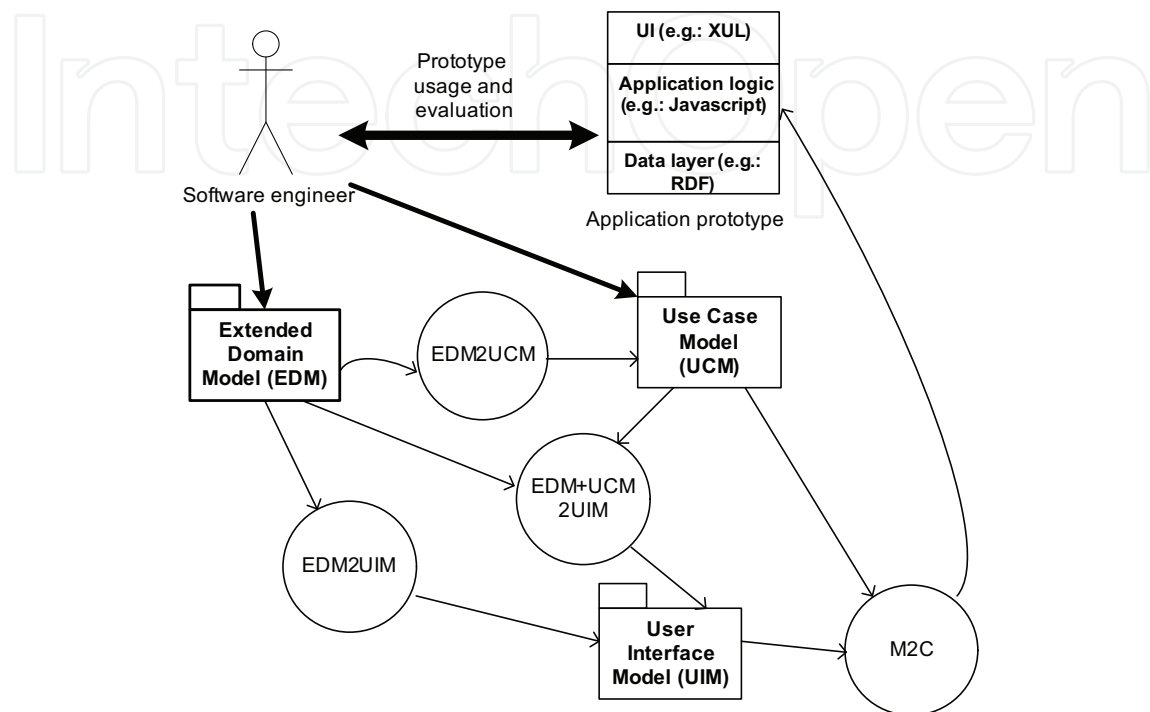 IntechOpen
UI (e.g.: XUL)
Application logic
(e.g.: Javascript)
Data layer (e.g.:
RDF)
Application prototype
Prototype
usage and
evaluation
Software engineer
Extended
Domain
Model (EDM)
EDM2UCM
Use Case
Model
(UCM)
EDM+UCM
2UIM
EDM2UIM
User
Interface
Model (UIM)
M2C